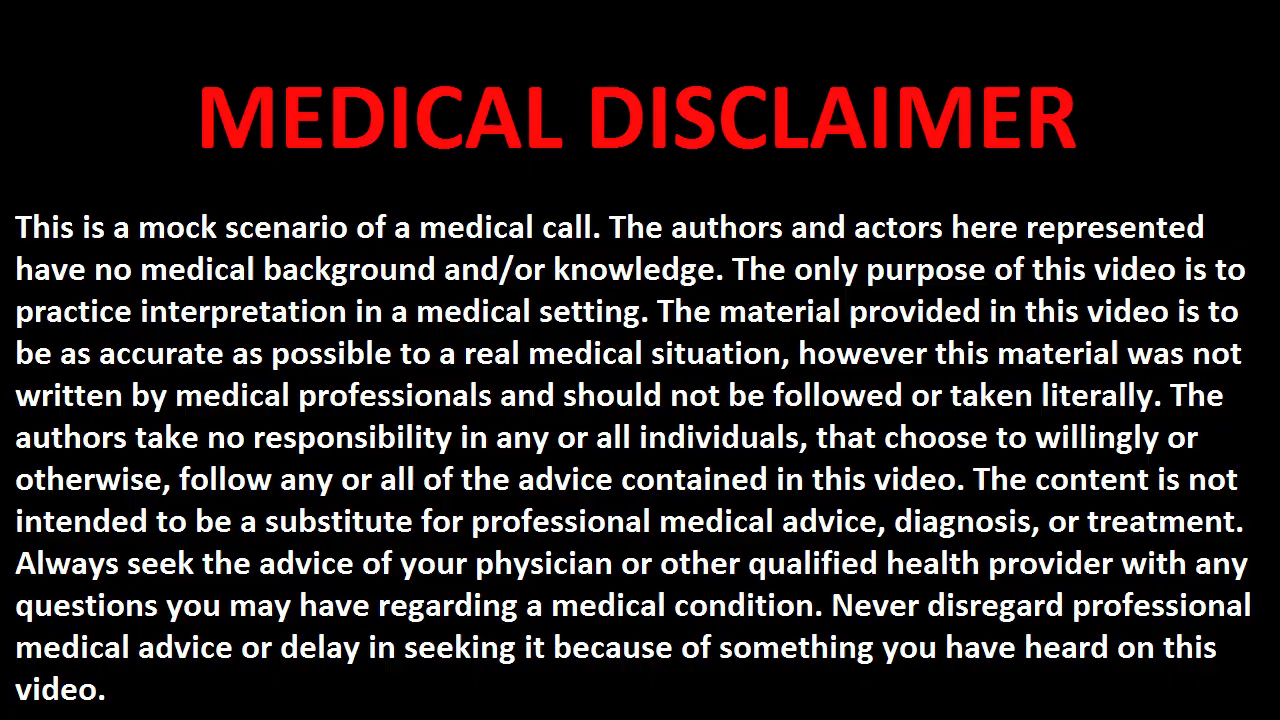 MEDICAL DISCLAIMER
This is a mock scenario of a medical call. The authors and actors here represented
have no medical background and/or knowledge. The only purpose of this video is to
practice interpretation in a medical setting. The material provided in this video is to
be as accurate as possible to a real medical situation, however this material was not
written by medical professionals and should not be followed or taken literally. The
authors take no responsibility in any or all individuals, that choose to willingly or
otherwise, follow any or all of the advice contained in this video. The content is not
intended to be a substitute for professional medical advice, diagnosis, or treatment.
Always seek the advice of your physician or other qualified health provider with any
questions you may have regarding a medical condition. Never disregard professional
medical advice or delay in seeking it because of something you have heard on this
video.